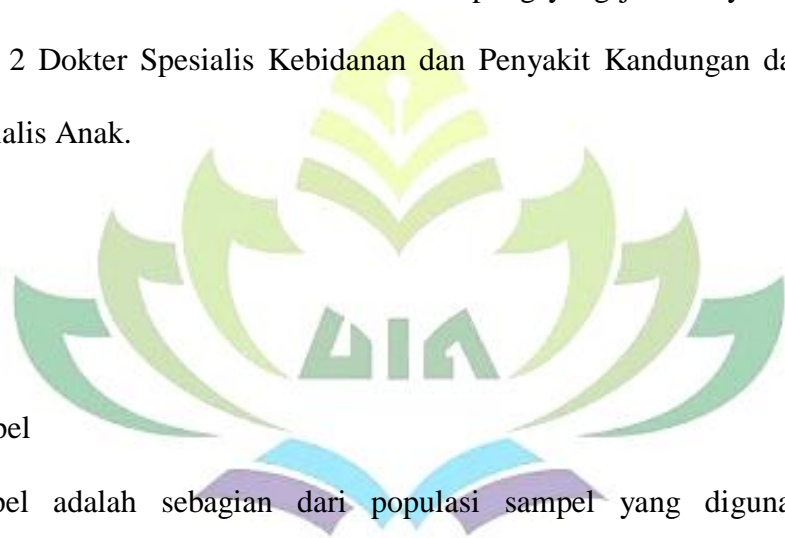 2 Dokter Spesialis Kebidanan dan Penyakit Kandungan da
alis Anak.
UIN
pel
pel adalah sebagian dari populasi sampel yang diguna